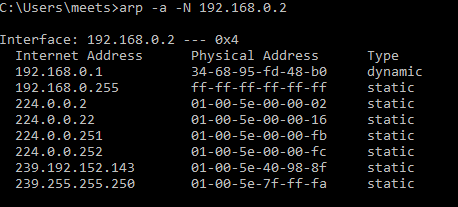 C:\Users\meets>arp -a -N 192.168.0.2
Interface: 192.168.0.2 --- 0x4
Internet Address Physical Address Type
192.168.0.1 34-68-95-fd-48-b0 dynamic
192.168.0.255 ff-ff-ff-ff-ff-ff static
224.0.0.2 01-00-5e-00-00-02 static
224.0.0.22 01-00-5e-00-00-16 static
224.0.0.251 01-00-5e-00-00-fb static
224.0.0.252 01-00-5e-00-00-fc static
239.192.152.143 01-00-5e-40-98-8f static
239.255.255.250 01-00-5e-7f-ff-fa static